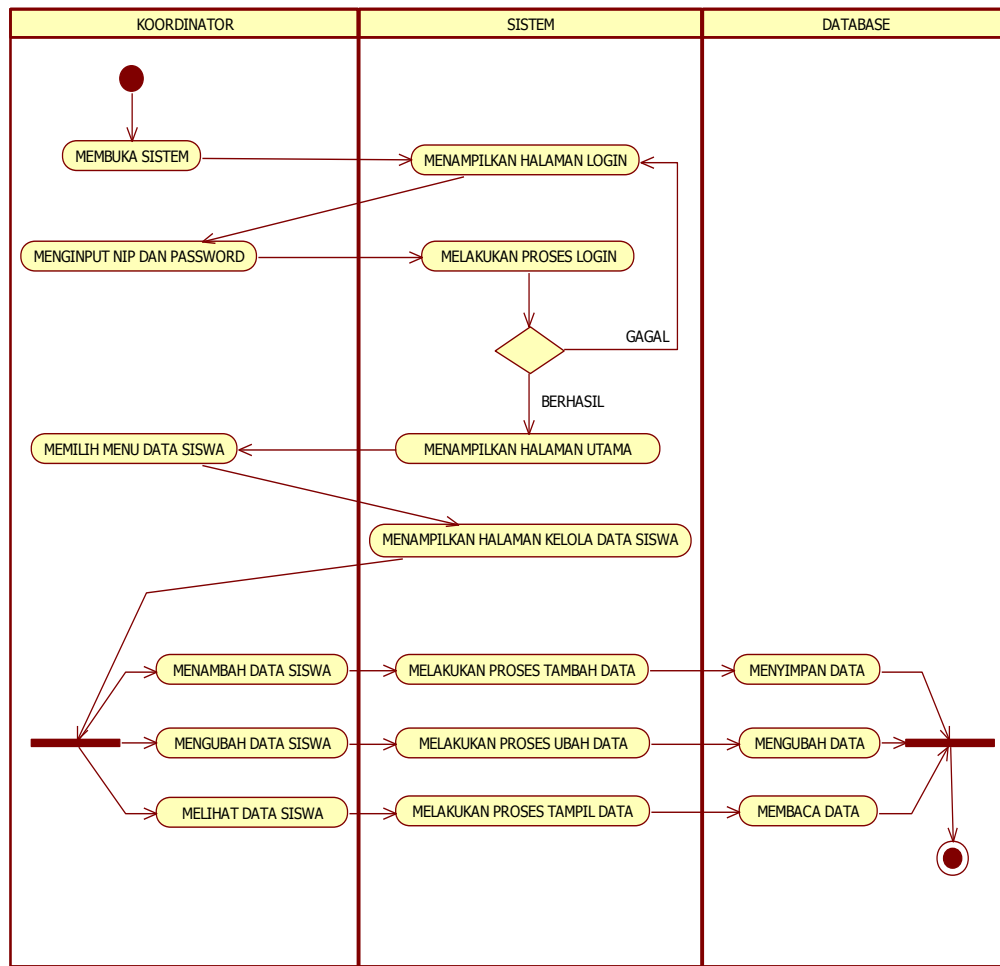 KOORDINATOR
SISTEM
DATABASE
MEMBUKA SISTEM
MENAMPILKAN HALAMAN LOGIN
MENGINPUT NIP DAN PASSWORD
MELAKUKAN PROSES LOGIN
GAGAL
BERHASIL
MEMILIH MENU DATA SISWA
MENAMPILKAN HALAMAN UTAMA
MENAMPILKAN HALAMAN KELOLA DATA SISWA
MENAMBAH DATA SISWA
MELAKUKAN PROSES TAMBAH DATA
MENYIMPAN DATA
MENGUBAH DATA SISWA
MELAKUKAN PROSES UBAH DATA
MENGUBAH DATA
MELIHAT DATA SISWA
MELAKUKAN PROSES TAMPIL DATA
MEMBACA DATA